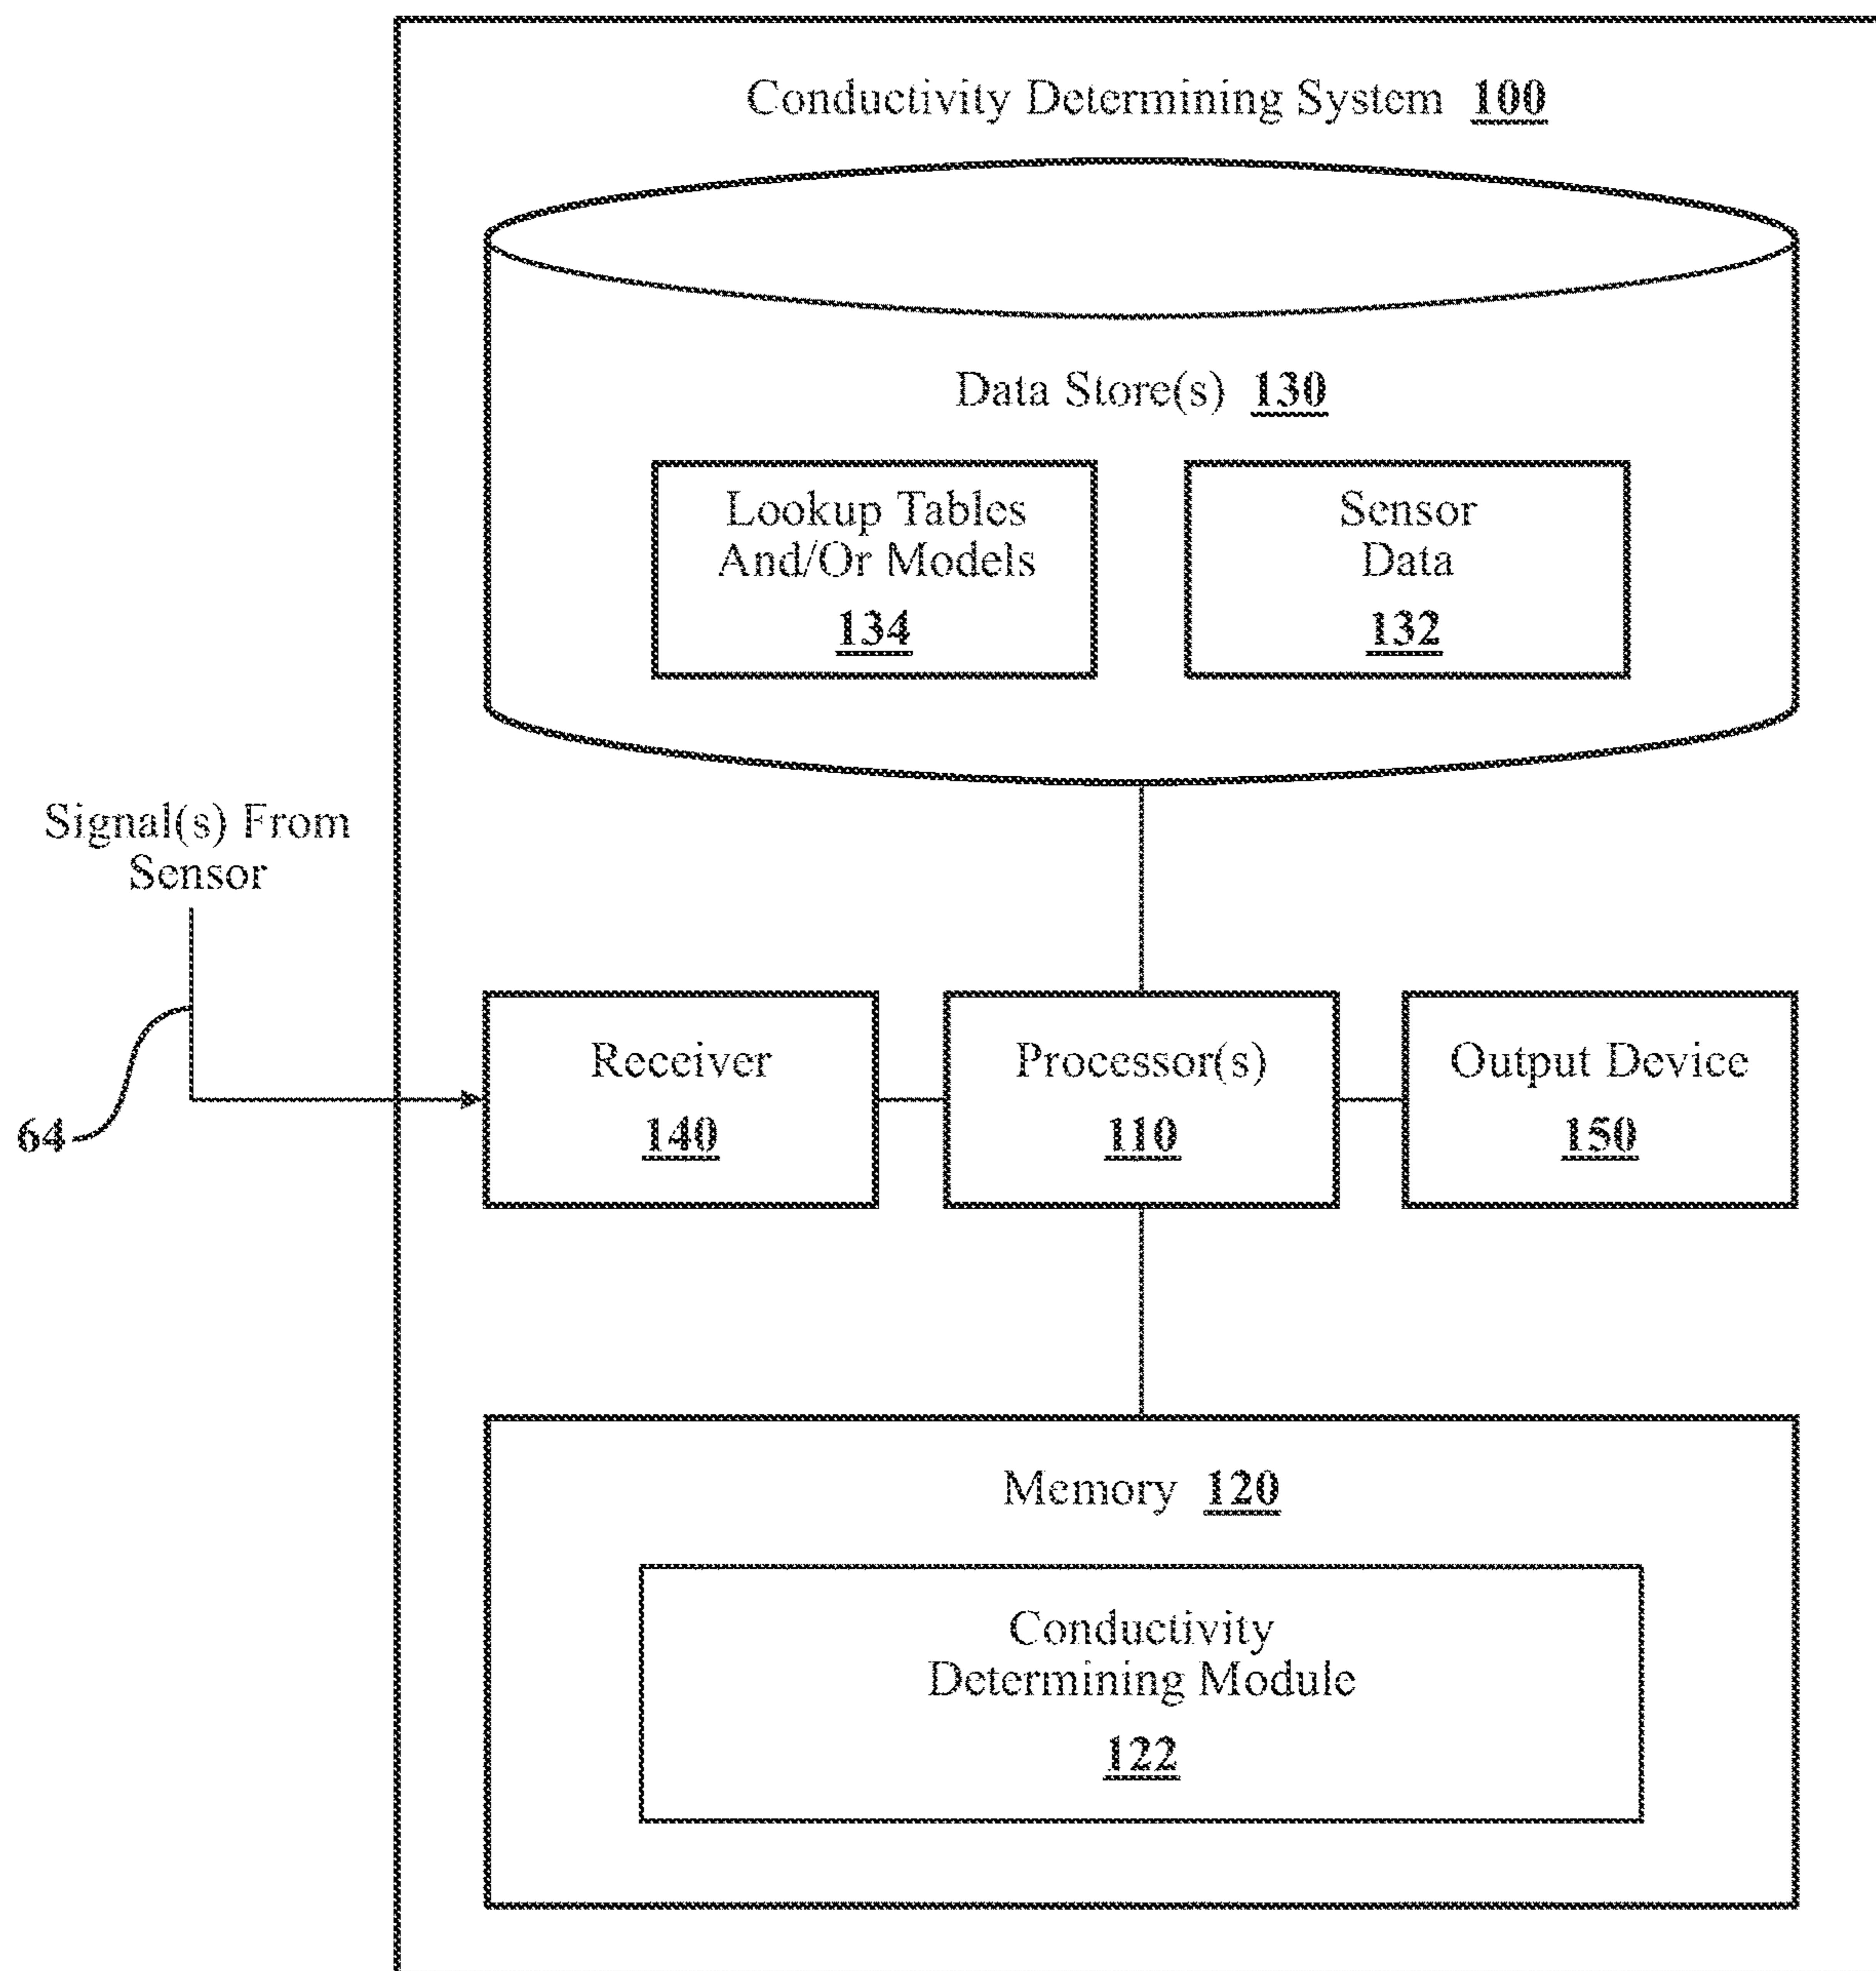 Conductivity Determining System 100
Data Store(s) 130
Lookup Tables
And/Or Models
134
Sensor
Data
132
Signal(s) From
Sensor
64
Receiver
140
Processor(s)
110
Output Device
150
Memory 120
Conductivity
Determining Module
122